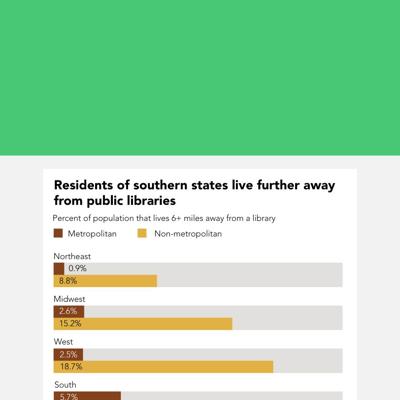 Residents of southern states live further away
from public libraries
Percent of population that lives 6+ miles away from a library
Metropolitan
Non-metropolitan
Northeast
0.9%
8.8%
Midwest
2.6%
15.2%
West
2.5%
18.7%
South
5.7%